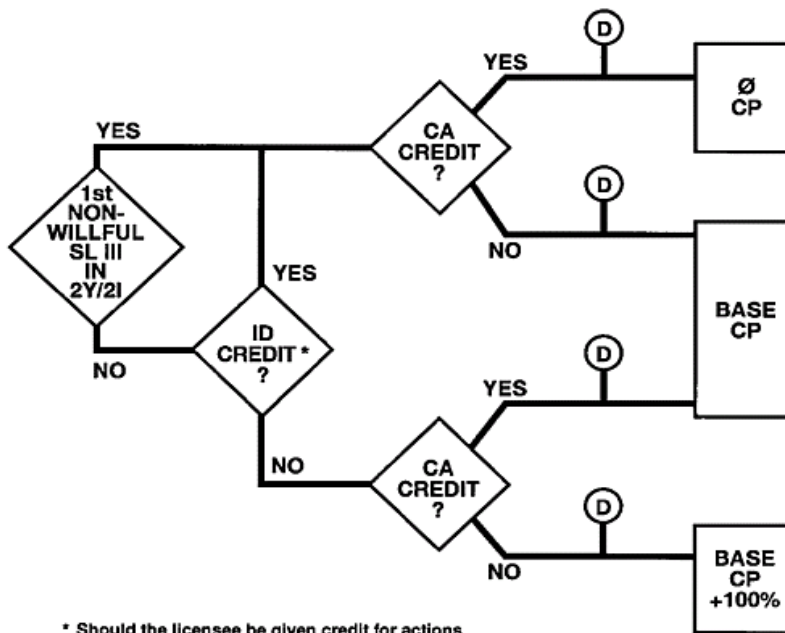 D
YES
Ø
CP
CA
CREDIT
?
YES
1st
NON-
WILLFUL
SL III
IN
2Y/2I
D
NO
YES
BASE
CP
ID
CREDIT *
?
NO
D
YES
NO
CA
CREDIT
?
D
NO
BASE
CP
+100%
* Should the licensee be given credit for actions